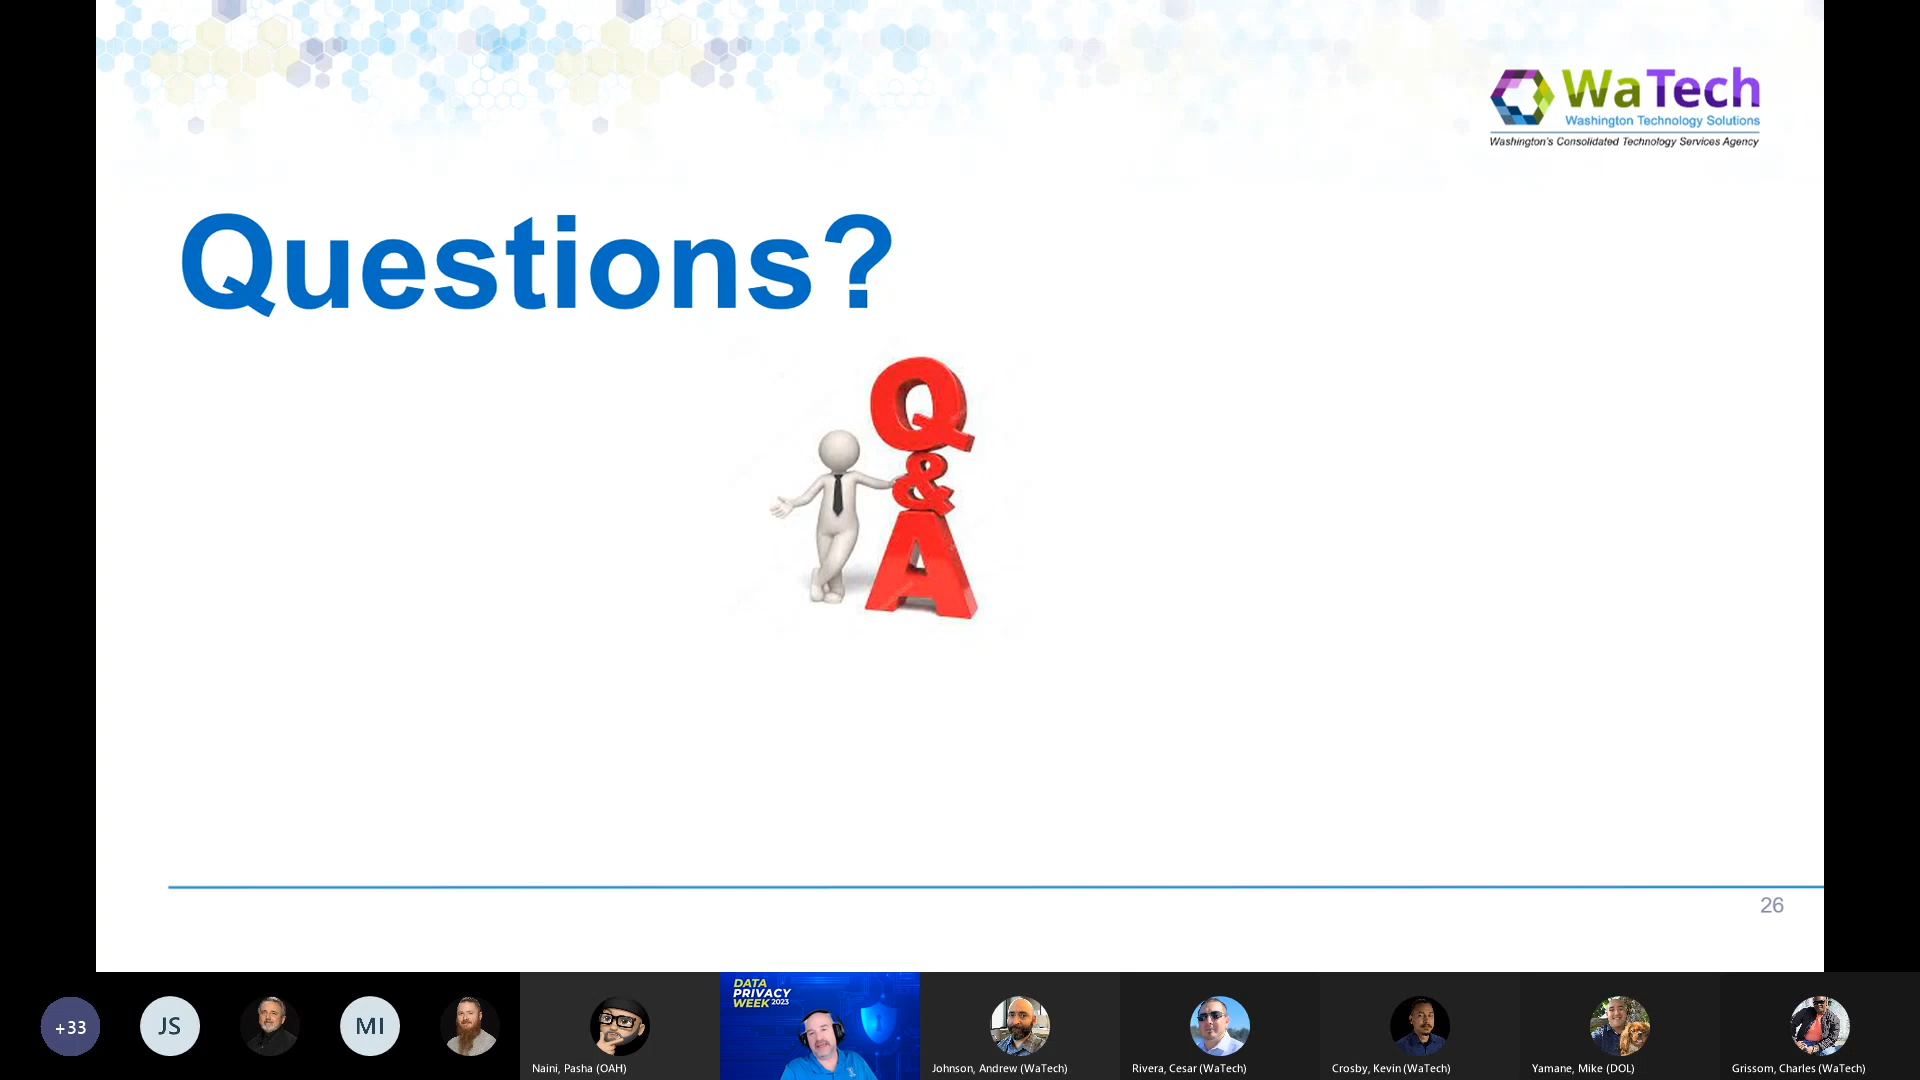 WaTech
Washington Technology Solutions
Washington's Consolidated Technology Services Agency
Questions?
Q
&
A
26
+33
JS
MI
DATA
PRIVACY
WEEK 2023
Naini, Pasha (OAH)
Johnson, Andrew (WaTech)
Rivera, Cesar (WaTech)
Crosby, Kevin (WaTech)
Yamane, Mike (DOL)
Grissom, Charles (WaTech)